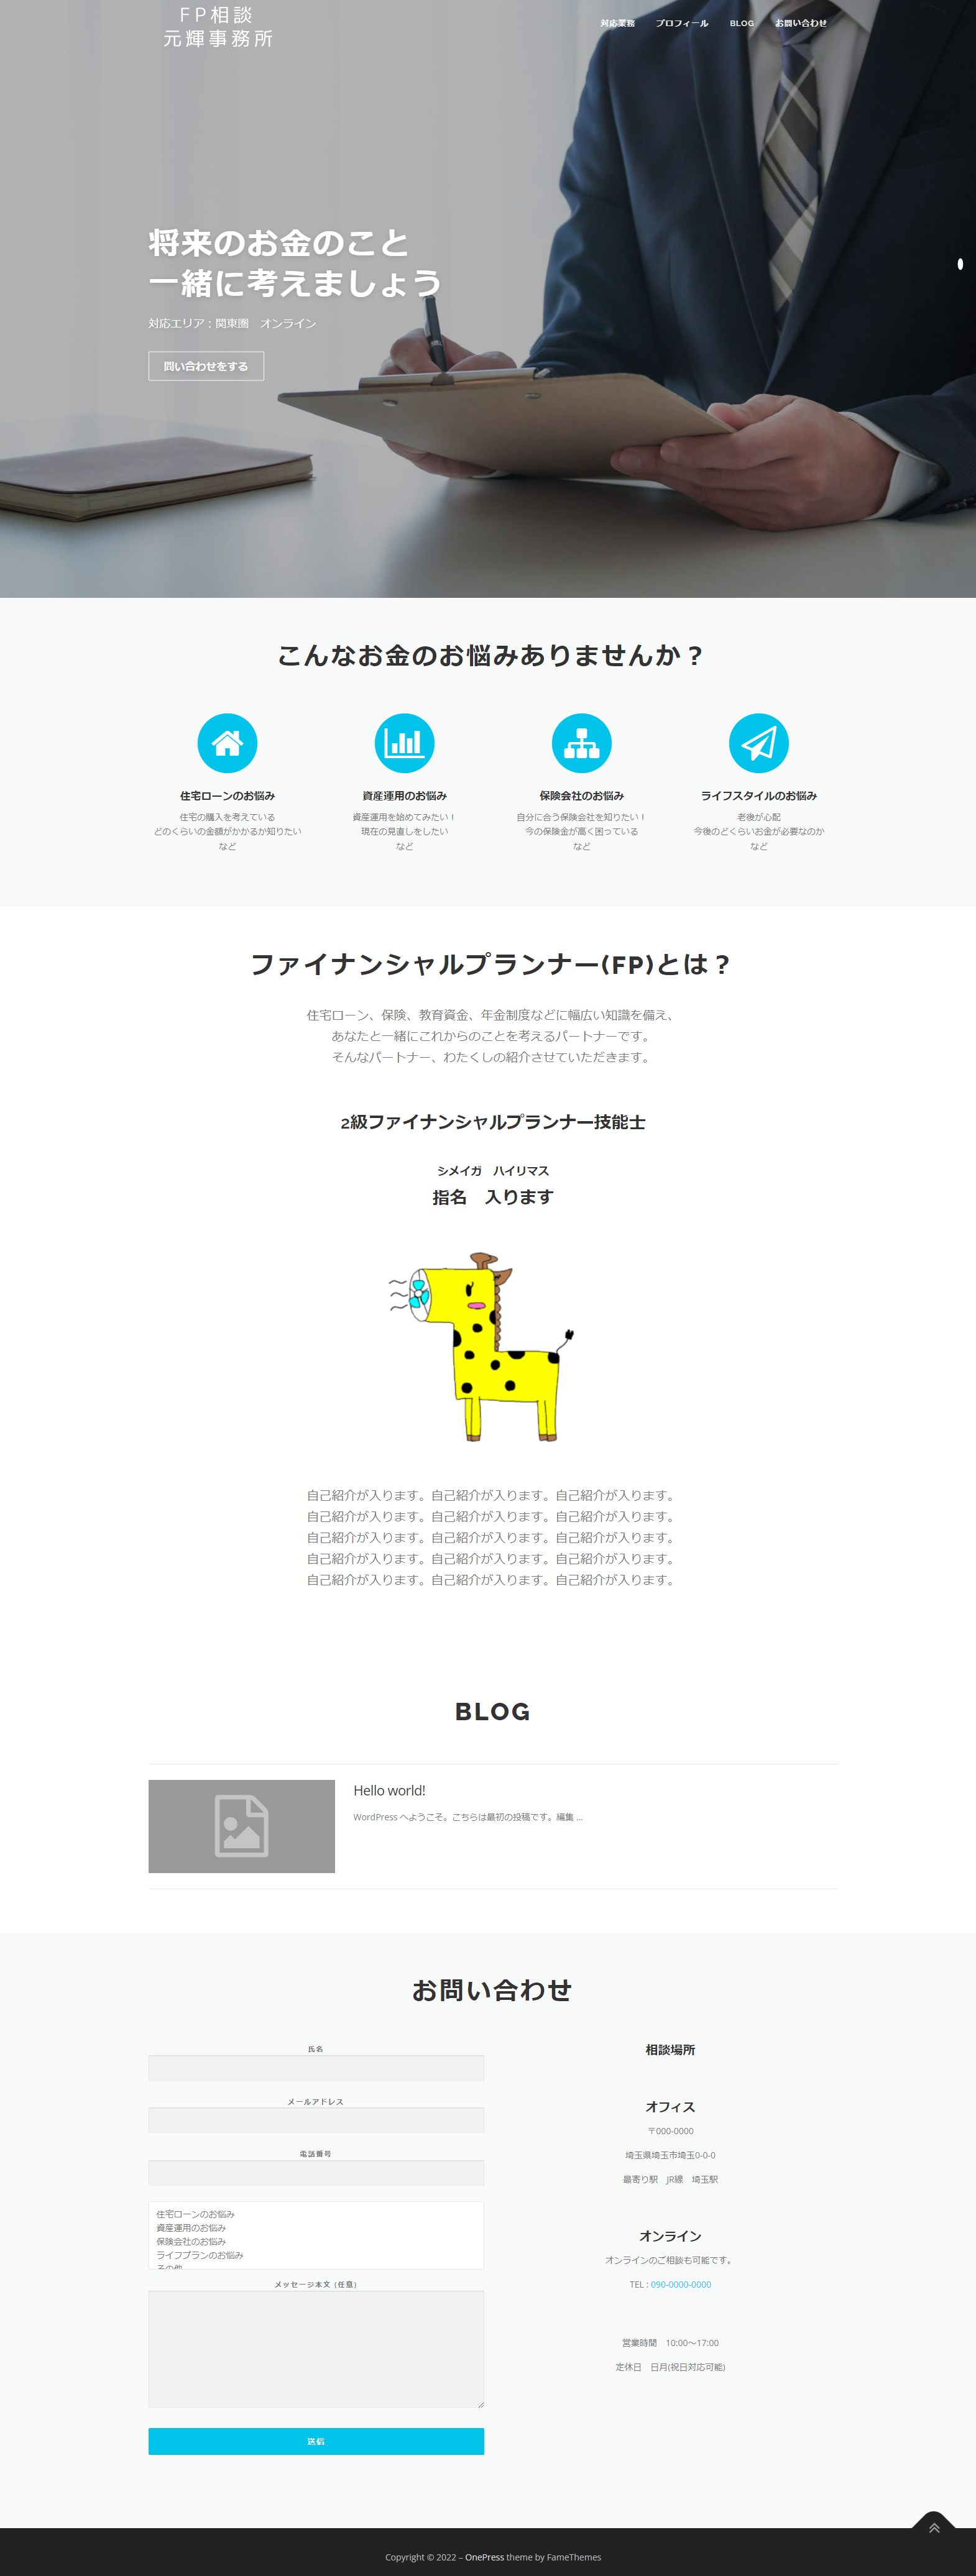 FP相談
元輝事務所
対応業務 プロフィール BLOG お問い合わせ
将来のお金のこと
一緒に考えましょう
対応エリア：関東圏　オンライン
問い合わせをする
こんなお金のお悩みありませんか？
住宅ローンのお悩み
住宅の購入を考えている
どのくらいの金額がかかるか知りたい
など
資産運用のお悩み
資産運用を始めてみたい！
現在の見直しをしたい
など
保険会社のお悩み
自分に合う保険会社を知りたい！
今の保険金が高く困っている
など
ライフスタイルのお悩み
老後が心配
今後のどくらいお金が必要なのか
など
ファイナンシャルプランナー(FP)とは？
住宅ローン、保険、教育資金、年金制度などに幅広い知識を備え、
あなたと一緒にこれからのことを考えるパートナーです。
そんなパートナー、わたくしの紹介させていただきます。
2級ファイナンシャルプランナー技能士
シメイガ　ハイリマス
指名　入ります
自己紹介が入ります。自己紹介が入ります。自己紹介が入ります。
自己紹介が入ります。自己紹介が入ります。自己紹介が入ります。
自己紹介が入ります。自己紹介が入ります。自己紹介が入ります。
自己紹介が入ります。自己紹介が入ります。自己紹介が入ります。
自己紹介が入ります。自己紹介が入ります。自己紹介が入ります。
BLOG
Hello world!
WordPress へようこそ。こちらは最初の投稿です。編集 ...
お問い合わせ
氏名
メールアドレス
電話番号
住宅ローンのお悩み
資産運用のお悩み
保険会社のお悩み
ライフプランのお悩み
その他
メッセージ本文 (任意)
送信
相談場所
オフィス
〒000-0000
埼玉県埼玉市埼玉0-0-0
最寄り駅　JR線　埼玉駅
オンライン
オンラインのご相談も可能です。
TEL : 090-0000-0000
営業時間　10:00〜17:00
定休日　日月(祝日対応可能)
Copyright © 2022 – OnePress theme by FameThemes